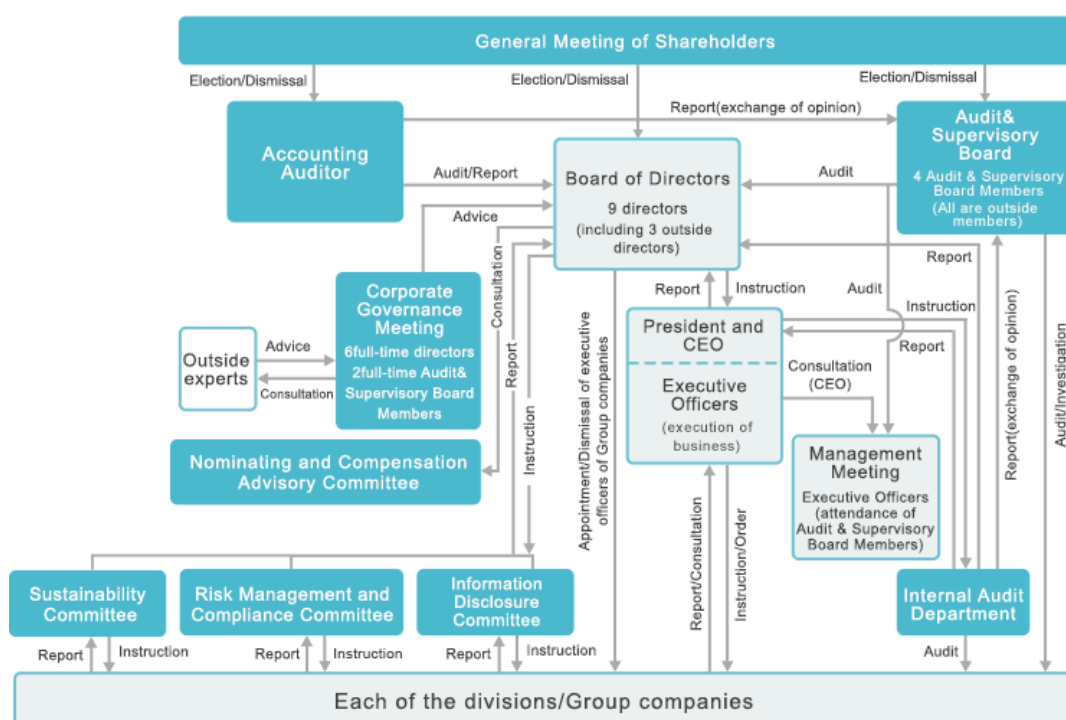 General Meeting of Shareholders
Election/Dismissal
Election/Dismissal
Election/Dismissal
Report(exchange of opinion)
Accounting
Auditor
Audit&
Supervisory
Board
4 Audit & Supervisory
Board Members
(All are outside
members)
Audit/Report
Board of Directors
9 directors
(including 3 outside
directors)
Audit
Advice
Consultation
Report
Corporate
Governance
Meeting
6full-time directors
2full-time Audit&
Supervisory Board
Members
Outside
experts
Advice
Consultation
Report
Instruction
Report
Instruction
Audit
Instruction
Report
President and
CEO
Executive
Officers
(execution of
business)
Consultation
(CEO)
Appointment/Dismissal of executive
officers of Group companies
Report(exchange of opinion)
Audit/Investigation
Nominating and Compensation
Advisory Committee
Management
Meeting
Executive Officers
(attendance of
Audit & Supervisory
Board Members)
Report/Consultation
Instruction/Order
Sustainability
Committee
Risk Management and
Compliance Committee
Information
Disclosure
Committee
Internal Audit
Department
Report
Instruction
Report
Instruction
Report
Instruction
Audit
Each of the divisions/Group companies